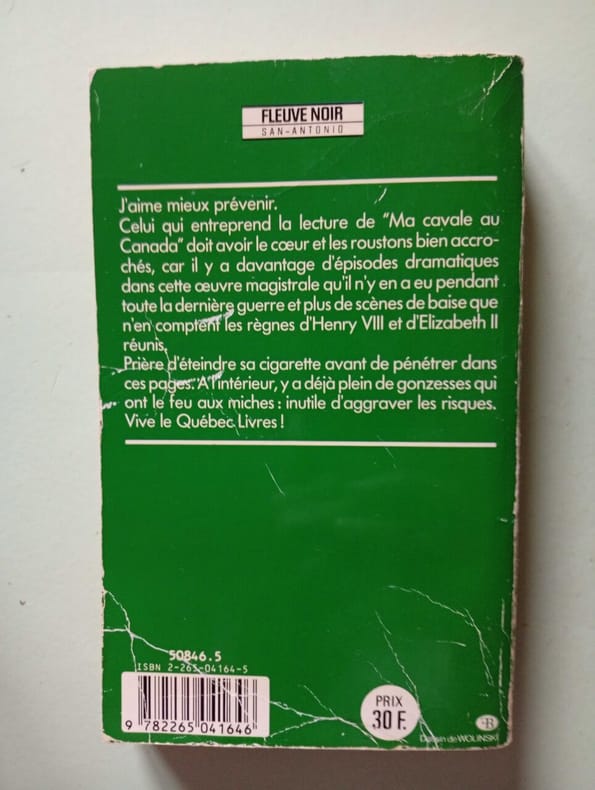 FLEUVE NOIR
SAN-ANTONIO
J'aime mieux prévenir.
Celui qui entreprend la lecture de "Ma cavale au
Canada" doit avoir le cœur et les roustons bien accro-
chés, car il y a davantage d'épisodes dramatiques
dans cette œuvre magistrale qu'il n'y en a eu pendant
toute la dernière guerre et plus de scènes de baise que
n'en comptent les règnes d'Henry VIII et d'Elizabeth II
réunis.
Prière d'éteindre sa cigarette avant de pénétrer dans
ces pages. A l'intérieur, y a déjà plein de gonzesses qui
ont le feu aux miches : inutile d'aggraver les risques.
Vive le Québec Livres !
50846.5
ISBN 2-265-04164-5
9 782265 041646
PRIX
30 F.
Dessin de WOLINSKI